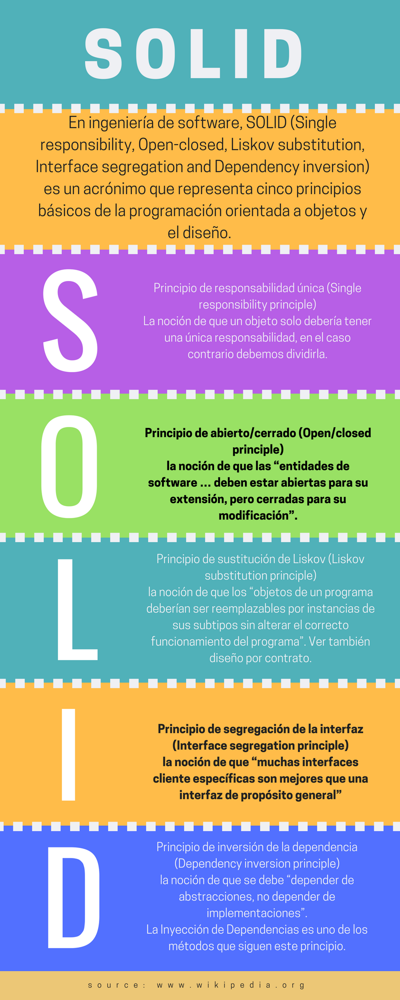 SOLID
En ingeniería de software, SOLID (Single
responsibility, Open-closed, Liskov substitution,
Interface segregation and Dependency inversion)
es un acrónimo que representa cinco principios
básicos de la programación orientada a objetos y
el diseño.
S
Principio de responsabilidad única (Single
responsibility principle)
La noción de que un objeto solo debería tener
una única responsabilidad, en el caso
contrario debemos dividirla.
O
Principio de abierto/cerrado (Open/closed
principle)
la noción de que las “entidades de
software … deben estar abiertas para su
extensión, pero cerradas para su
modificación”.
L
Principio de sustitución de Liskov (Liskov
substitution principle)
la noción de que los “objetos de un programa
deberían ser reemplazables por instancias de
sus subtipos sin alterar el correcto
funcionamiento del programa”. Ver también
diseño por contrato.
I
Principio de segregación de la interfaz
(Interface segregation principle)
la noción de que “muchas interfaces
cliente específicas son mejores que una
interfaz de propósito general”
D
Principio de inversión de la dependencia
(Dependency inversion principle)
la noción de que se debe “depender de
abstracciones, no depender de
implementaciones”.
La Inyección de Dependencias es uno de los
métodos que siguen este principio.
source: www.wikipedia.org